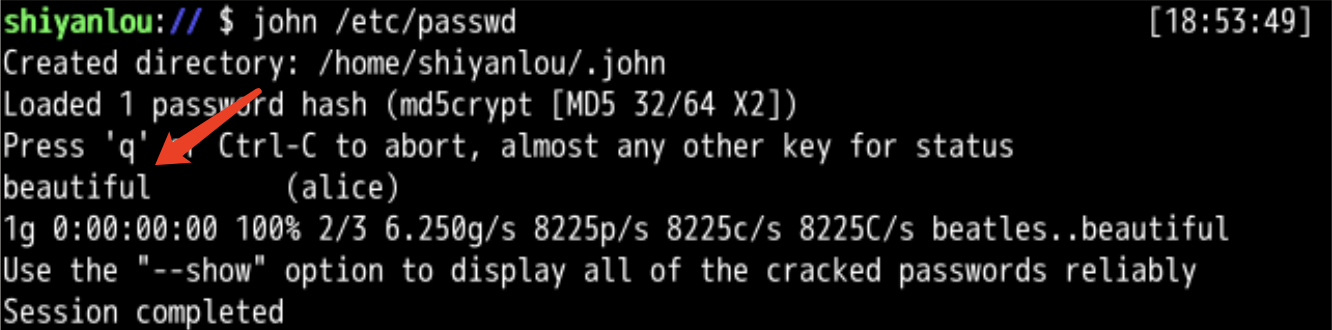 shiyanlou:// $ john /etc/passwd [18:53:49]
Created directory: /home/shiyanlou/.john
Loaded 1 password hash (md5crypt [MD5 32/64 X2])
Press 'q' Ctrl-C to abort, almost any other key for status
beautiful (alice)
1g 0:00:00:00 100% 2/3 6.250g/s 8225p/s 8225c/s 8225C/s beatles..beautiful
Use the "--show" option to display all of the cracked passwords reliably
Session completed